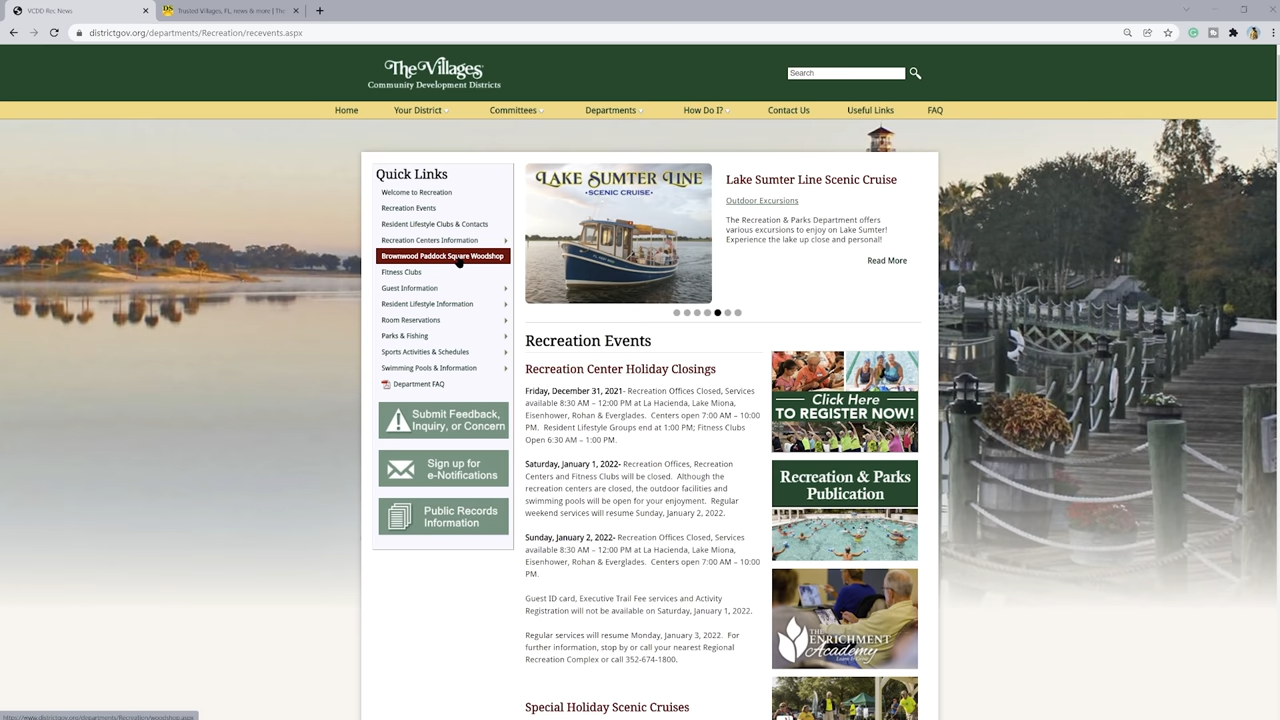 VCDD Rec News
Trusted Villages, FL, news & more | The
districtgov.org/departments/Recreation/recevents.aspx
The Villages
Community Development Districts
Search
Home Your District Committees Departments How Do I? Contact Us Useful Links FAQ
Quick Links
Welcome to Recreation
Recreation Events
Resident Lifestyle Clubs & Contacts
Recreation Centers Information
Brownwood Paddock Square Woodshop
Fitness Clubs
Guest Information
Resident Lifestyle Information
Room Reservations
Parks & Fishing
Sports Activities & Schedules
Swimming Pools & Information
Department FAQ
Submit Feedback,
Inquiry, or Concern
Sign up for
e-Notifications
Public Records
Information
LAKE SUMTER LINE
SCENIC CRUISE
Lake Sumter Line Scenic Cruise
Outdoor Excursions
The Recreation & Parks Department offers
various excursions to enjoy on Lake Sumter!
Experience the lake up close and personal!
Read More
Recreation Events
Recreation Center Holiday Closings
Friday, December 31, 2021- Recreation Offices Closed, Services
available 8:30 AM – 12:00 PM at La Hacienda, Lake Miona,
Eisenhower, Rohan & Everglades. Centers open 7:00 AM – 10:00
PM. Resident Lifestyle Groups end at 1:00 PM; Fitness Clubs
Open 6:30 AM – 1:00 PM.
Saturday, January 1, 2022- Recreation Offices, Recreation
Centers and Fitness Clubs will be closed. Although the
recreation centers are closed, the outdoor facilities and
swimming pools will be open for your enjoyment. Regular
weekend services will resume Sunday, January 2, 2022.
Sunday, January 2, 2022- Recreation Offices Closed, Services
available 8:30 AM – 12:00 PM at La Hacienda, Lake Miona,
Eisenhower, Rohan & Everglades. Centers open 7:00 AM – 10:00
PM.
Guest ID card, Executive Trail Fee services and Activity
Registration will not be available on Saturday, January 1, 2022.
Regular services will resume Monday, January 3, 2022. For
further information, stop by or call your nearest Regional
Recreation Complex or call 352-674-1800.
Special Holiday Scenic Cruises
Click Here
TO REGISTER NOW!
Recreation & Parks
Publication
THE
ENRICHMENT
Academy
https://www.districtgov.org/departments/Recreation/woodshop.aspx